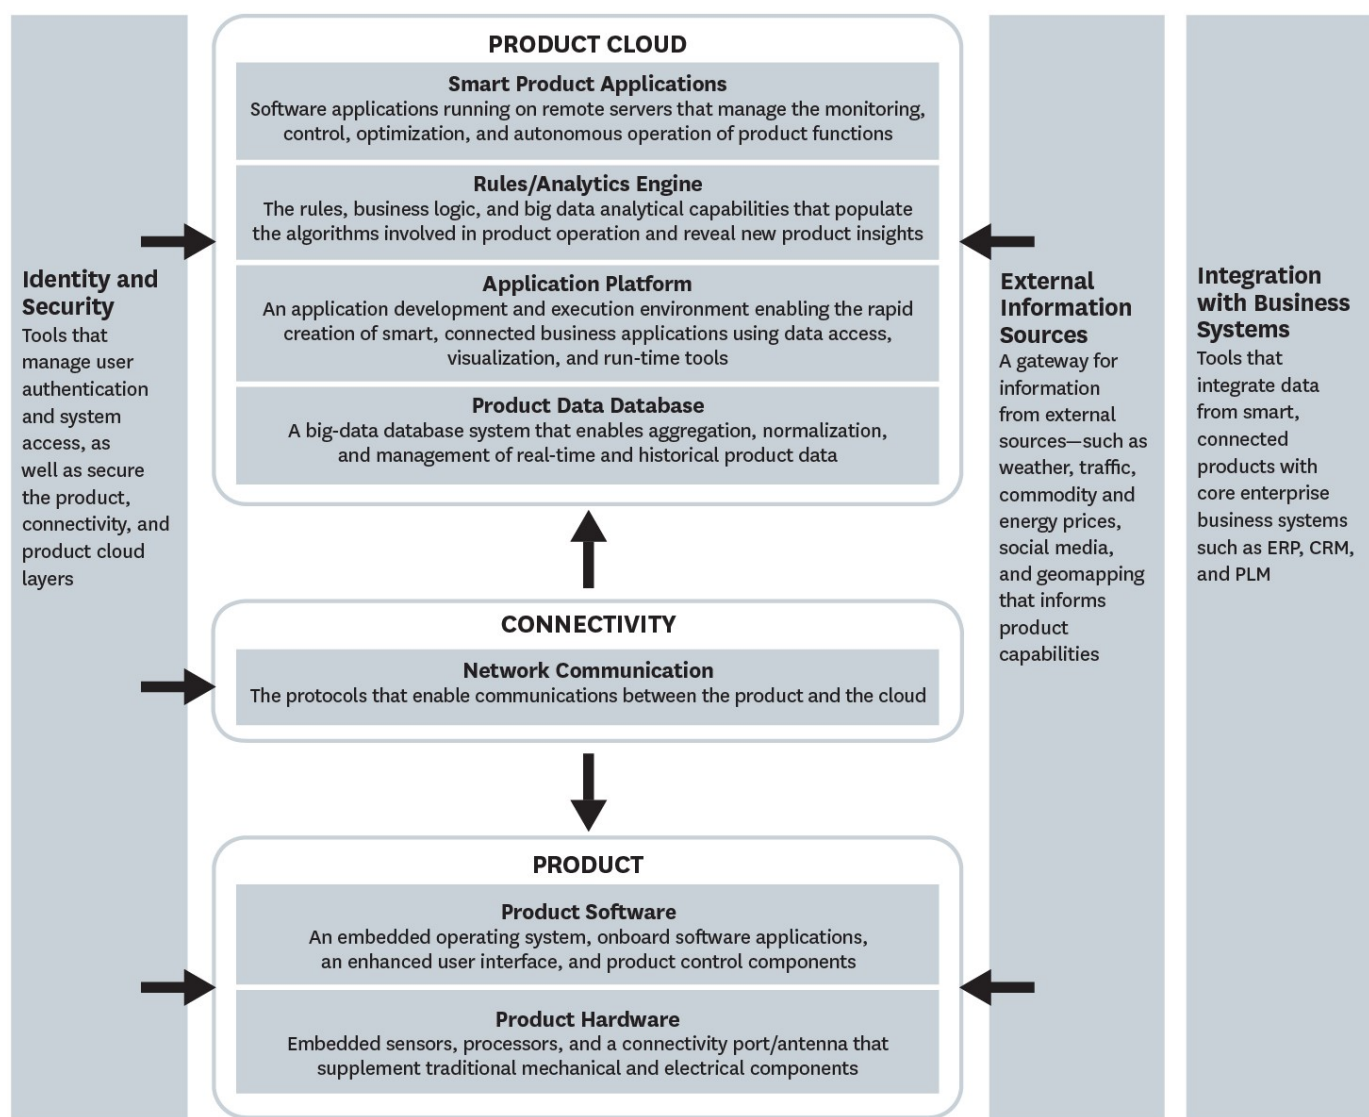 PRODUCT CLOUD
Smart Product Applications
Software applications running on remote servers that manage the monitoring,
control, optimization, and autonomous operation of product functions
Rules/Analytics Engine
The rules, business logic, and big data analytical capabilities that populate
the algorithms involved in product operation and reveal new product insights
Application Platform
An application development and execution environment enabling the rapid
creation of smart, connected business applications using data access,
visualization, and run-time tools
Product Data Database
A big-data database system that enables aggregation, normalization,
and management of real-time and historical product data
CONNECTIVITY
Network Communication
The protocols that enable communications between the product and the cloud
PRODUCT
Product Software
An embedded operating system, onboard software applications,
an enhanced user interface, and product control components
Product Hardware
Embedded sensors, processors, and a connectivity port/antenna that
supplement traditional mechanical and electrical components
Identity and
Security
Tools that
manage user
authentication
and system
access, as
well as secure
the product,
connectivity, and
product cloud
layers
External
Information
Sources
A gateway for
information
from external
sources—such as
weather, traffic,
commodity and
energy prices,
social media,
and geomapping
that informs
product
capabilities
Integration
with Business
Systems
Tools that
integrate data
from smart,
connected
products with
core enterprise
business systems
such as ERP, CRM,
and PLM